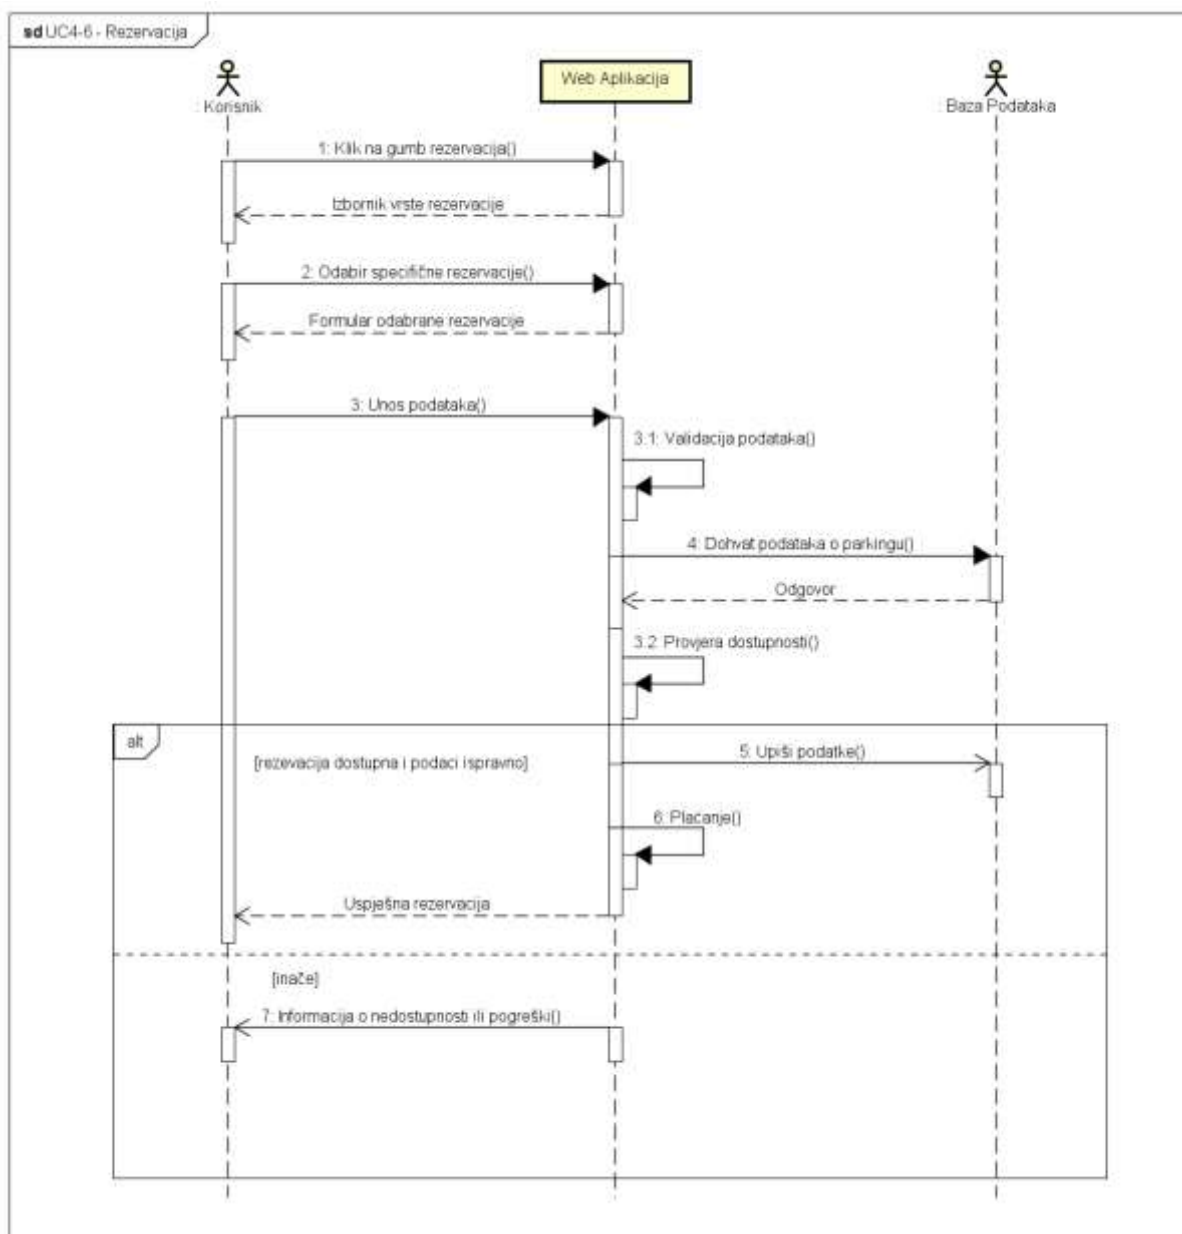 sd UC4-6 - Rezervacija
: Korisnik
Web Aplikacija
: Baza Podataka
1: Klik na gumb rezervacija()
Izbornik vrste rezervacije
2: Odabir specifične rezervacije()
Formular odabrane rezervacije
3: Unos podataka()
3.1: Validacija podataka()
4: Dohvat podataka o parkingu()
Odgovor
3.2: Provjera dostupnosti()
alt
[rezevacija dostupna i podaci ispravno]
5: Upiši podatke()
6: Plaćanje()
Uspješna rezervacija
[inače]
7: Informacija o nedostupnosti ili pogreški()